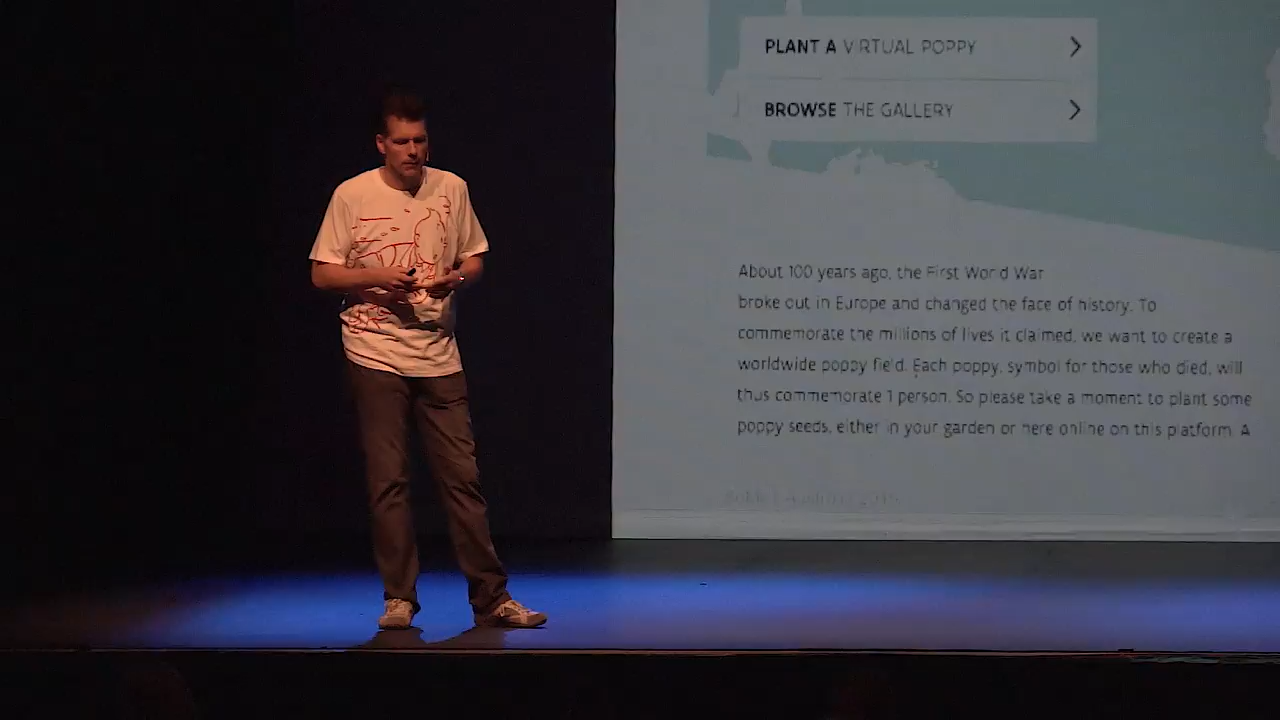 PLANT A VIRTUAL POPPY
BROWSE THE GALLERY
About 100 years ago, the First World War
broke out in Europe and changed the face of history. To
commemorate the millions of lives it claimed, we want to create a
worldwide poppy field. Each poppy, symbol for those who died, will
thus commemorate 1 person. So please take a moment to plant some
poppy seeds, either in your garden or here online on this platform. A